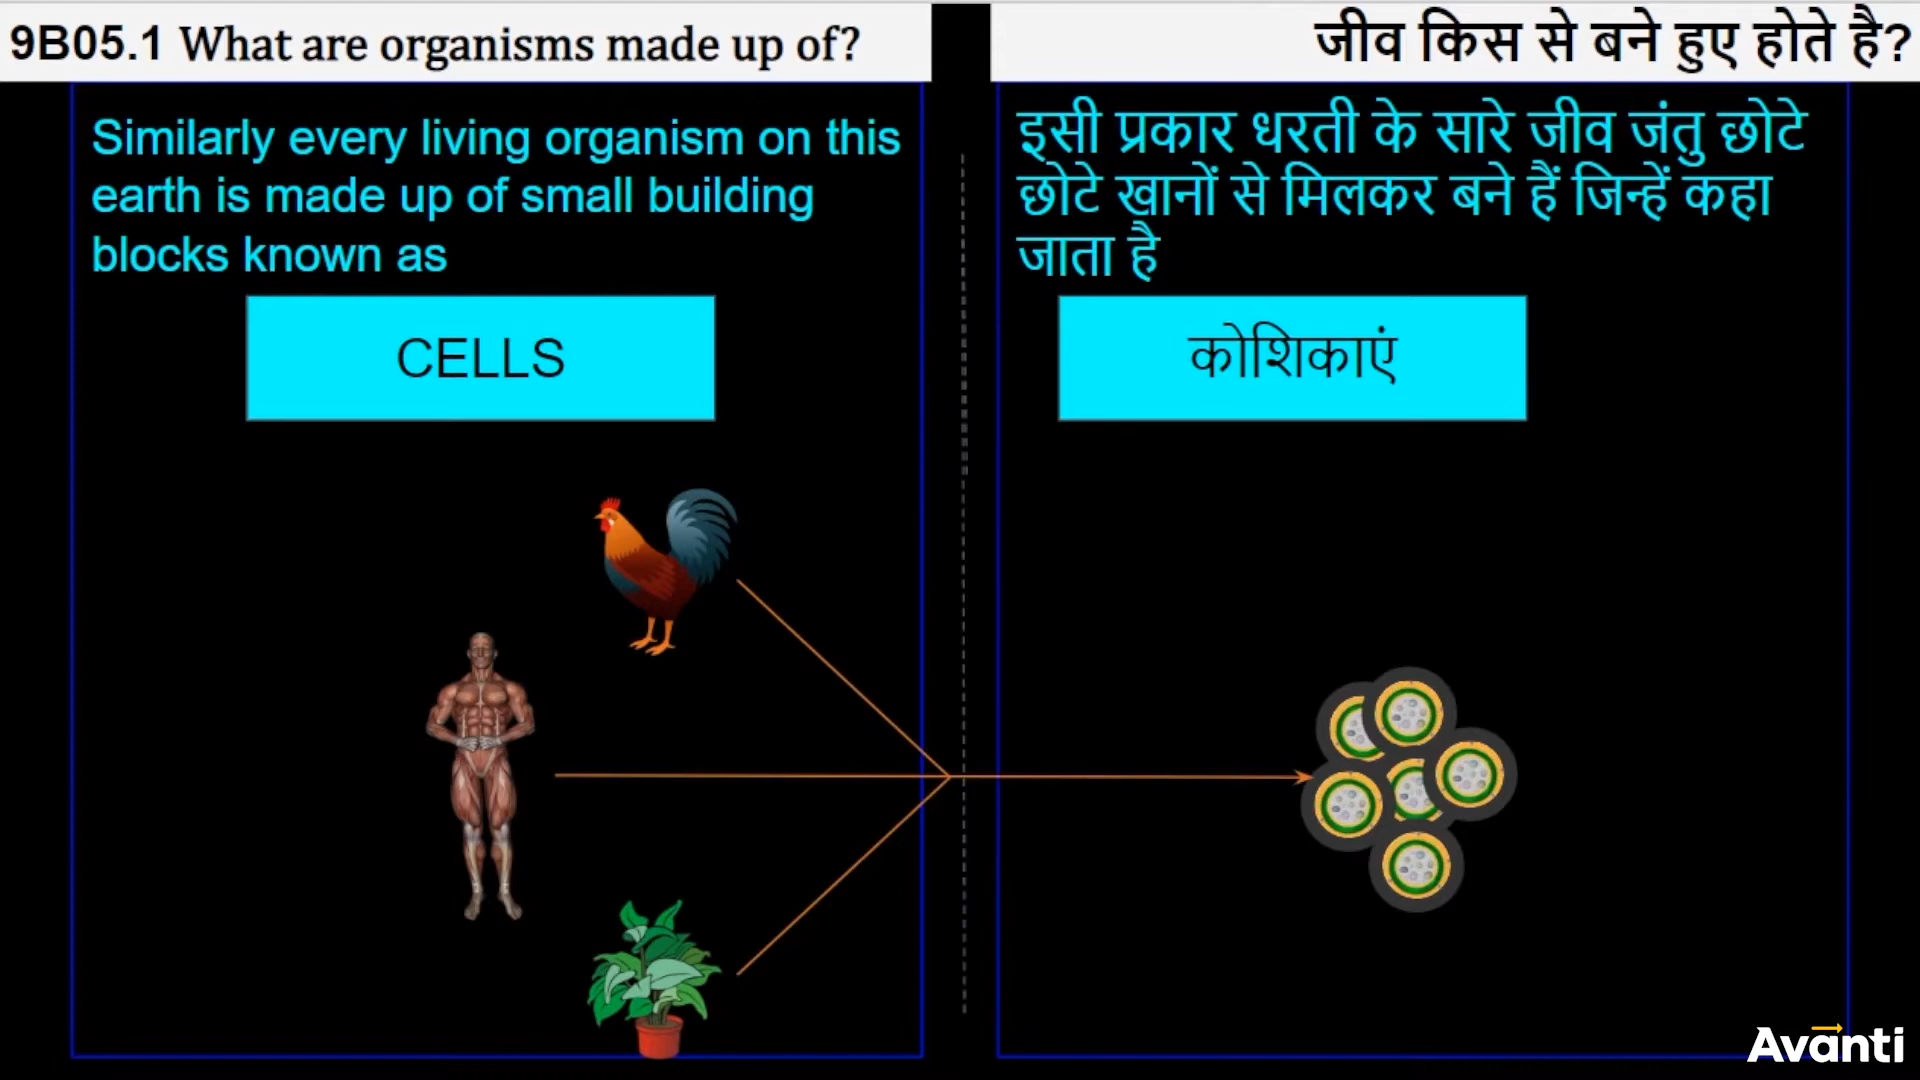 9B05.1 What are organisms made up of?
जीव किस से बने हुए होते है?
Similarly every living organism on this
earth is made up of small building
blocks known as
CELLS
इसी प्रकार धरती के सारे जीव जंतु छोटे
छोटे खानों से मिलकर बने हैं जिन्हें कहा
जाता है
कोशिकाएं
Avanti